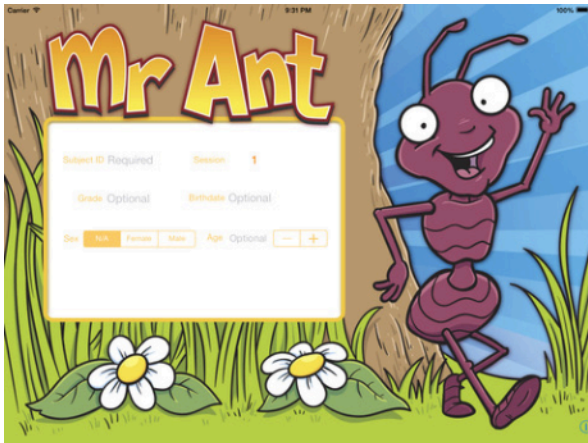 Carrier 9:31 PM 100%
Mr Ant
Subject ID Required Session 1
Grade Optional Birthdate Optional
Sex N/A Female Male Age Optional - +